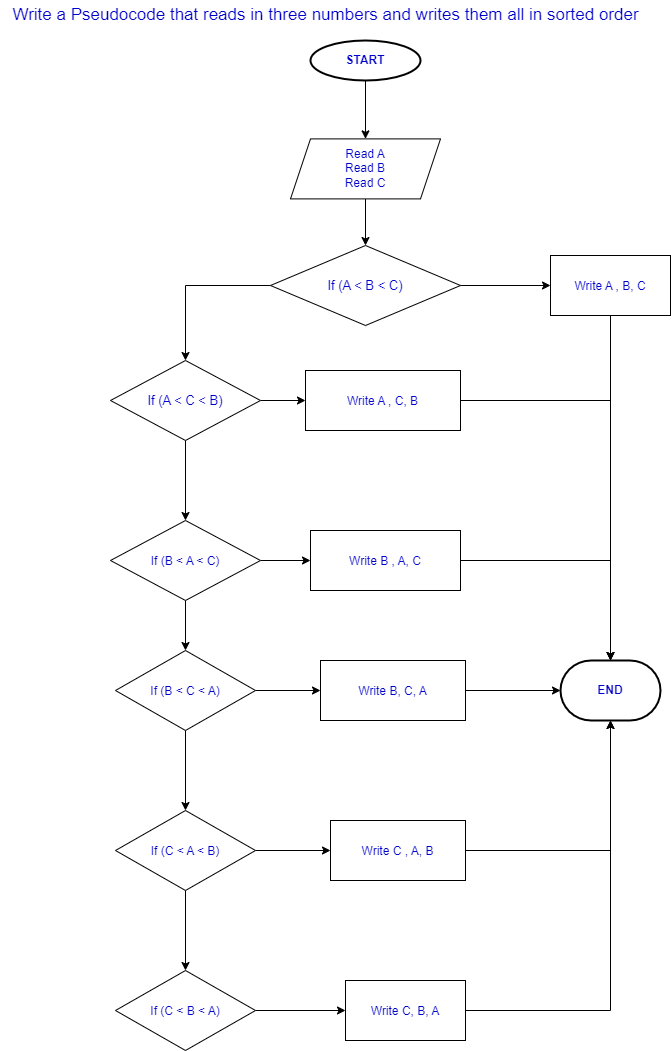 Write a Pseudocode that reads in three numbers and writes them all in sorted order
START
Read A
Read B
Read C
If (A < B < C)
Write A , B, C
If (A < C < B)
Write A , C, B
If (B < A < C)
Write B , A, C
If (B < C < A)
Write B, C, A
END
If (C < A < B)
Write C , A, B
If (C < B < A)
Write C, B, A